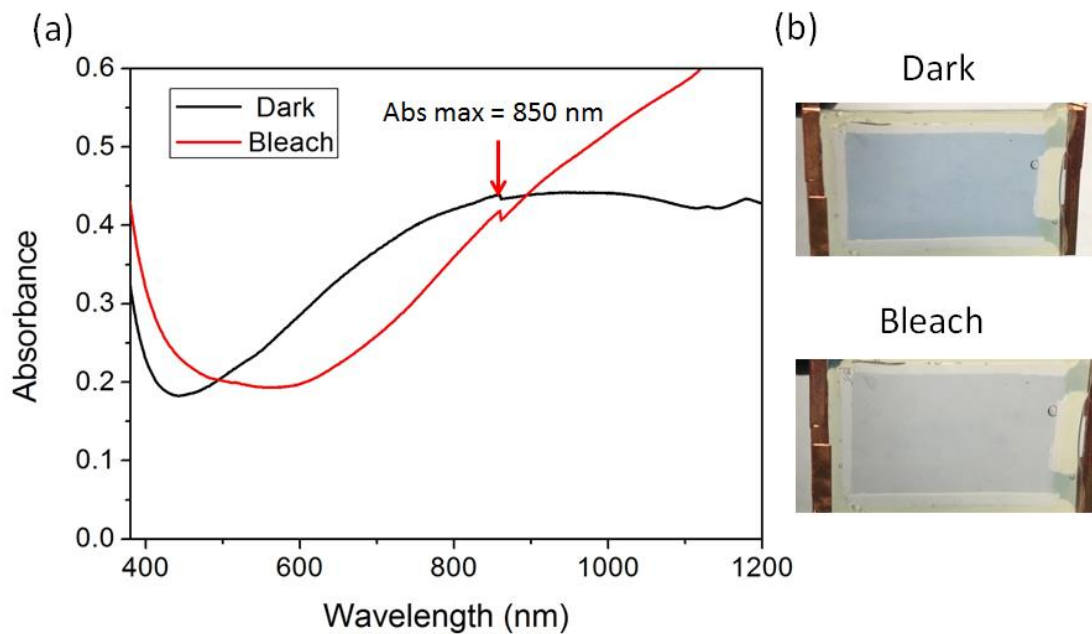 (a)
0.6
0.5
0.4
0.3
0.2
0.1
0.0
Absorbance
Dark
Bleach
Abs max = 850 nm
400
600
800
1000
1200
Wavelength (nm)
(b)
Dark
Bleach